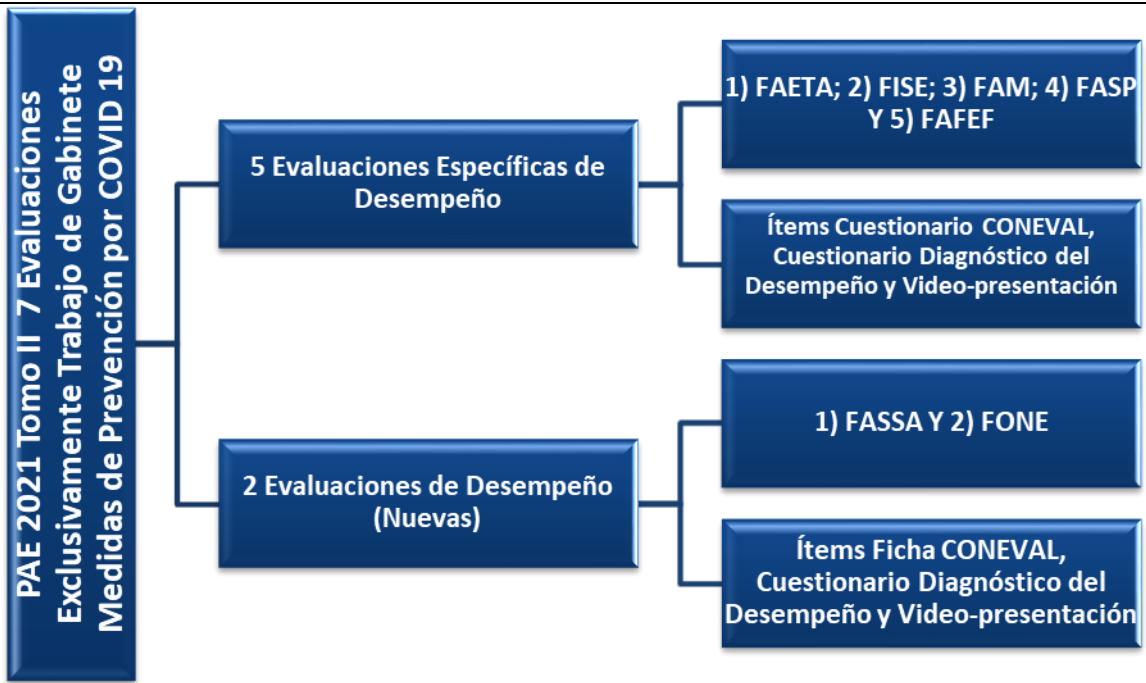 PAE 2021 Tomo II 7 Evaluaciones
Exclusivamente Trabajo de Gabinete
Medidas de Prevención por COVID 19
5 Evaluaciones Específicas de
Desempeño
1) FAETA; 2) FISE; 3) FAM; 4) FASP
Y 5) FAFEF
Ítems Cuestionario CONEVAL,
Cuestionario Diagnóstico del
Desempeño y Video-presentación
2 Evaluaciones de Desempeño
(Nuevas)
1) FASSA Y 2) FONE
Ítems Ficha CONEVAL,
Cuestionario Diagnóstico del
Desempeño y Video-presentación